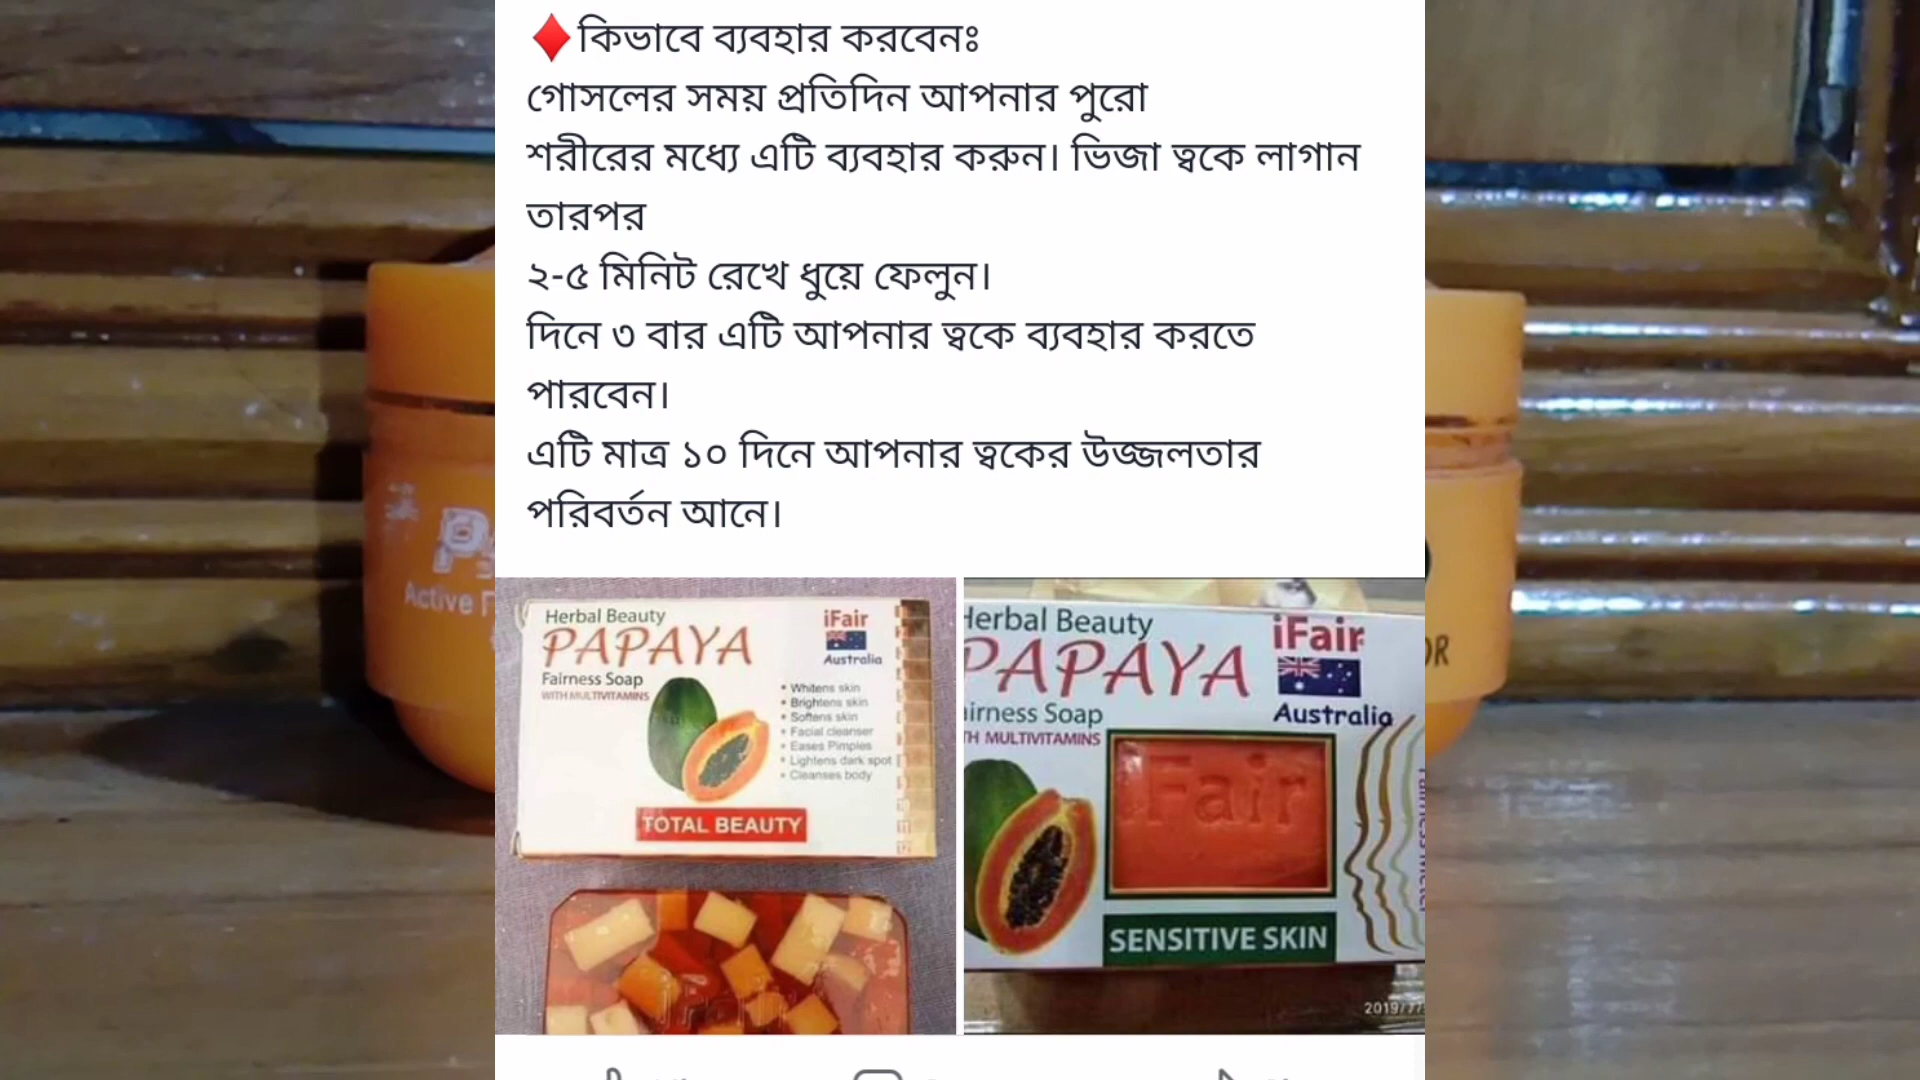 ♦️কিভাবে ব্যবহার করবেনঃ
গোসলের সময় প্রতিদিন আপনার পুরো
শরীরের মধ্যে এটি ব্যবহার করুন। ভিজা ত্বকে লাগান
তারপর
২-৫ মিনিট রেখে ধুয়ে ফেলুন।
দিনে ৩ বার এটি আপনার ত্বকে ব্যবহার করতে
পারবেন।
এটি মাত্র ১০ দিনে আপনার ত্বকের উজ্জলতার
পরিবর্তন আনে।
Herbal Beauty
PAPAYA
Fairness Soap
WITH MULTIVITAMINS
iFair
Australia
• Whitens skin
• Brightens skin
• Softens skin
• Facial cleanser
• Eases Pimples
• Lightens dark spot
• Cleanses body
TOTAL BEAUTY
Herbal Beauty
PAPAYA
iFair
Australia
Soap
MULTIVITAMINS
Fair
SENSITIVE SKIN
Active